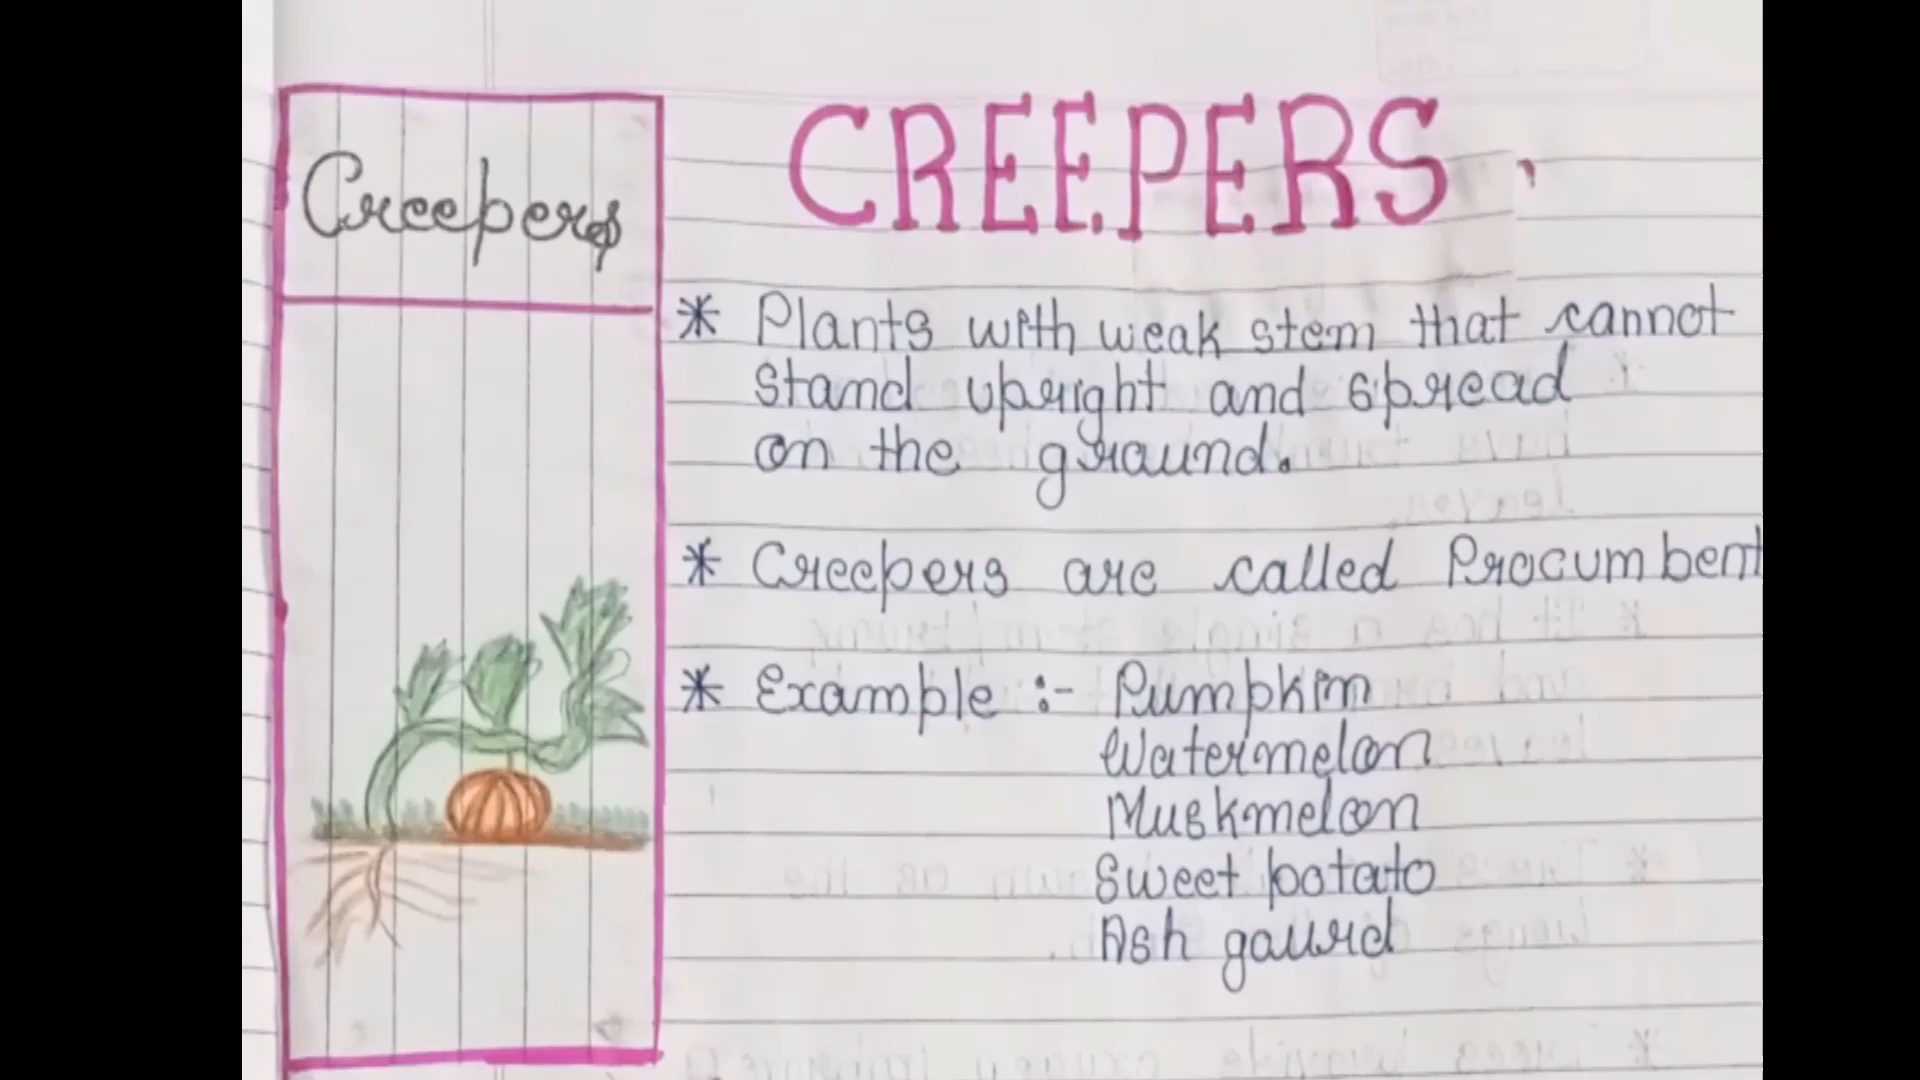 Creepers
CREEPERS
* Plants with weak stem that cannot
stand upright and spread
on the ground.
* Creepers are called Procumbent
* Example :- Pumpkin
Watermelon
Muskmelon
Sweet potato
Ash gaurd